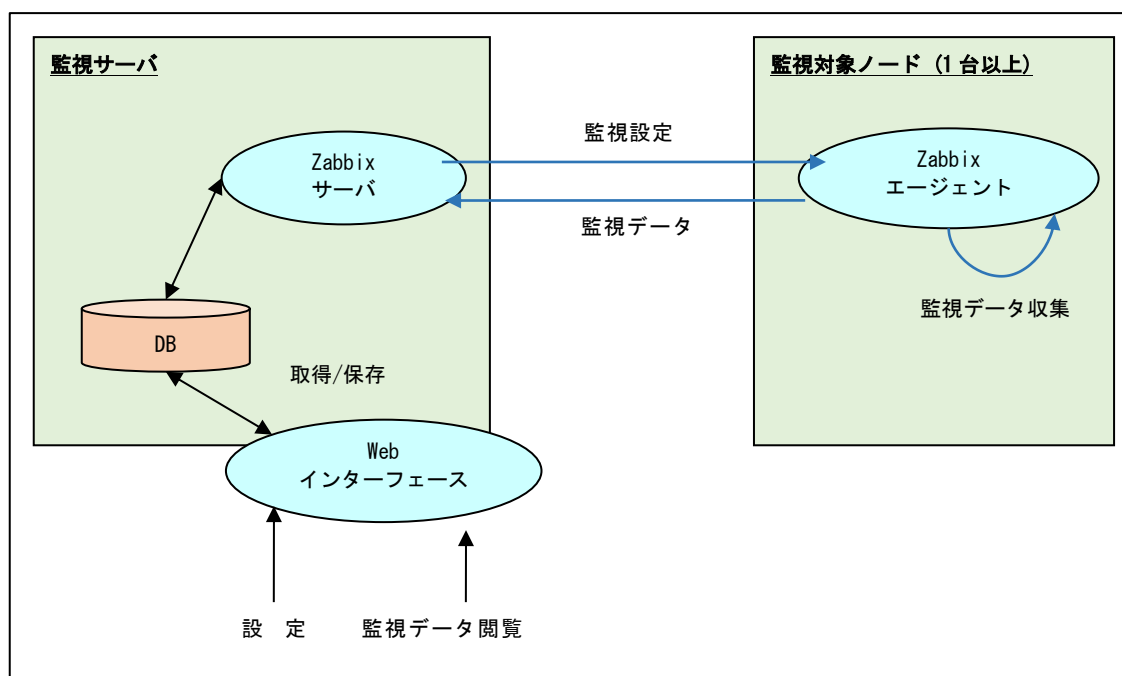 監視サーバ
監視対象ノード (1 台以上)
監視設定
Zabbix
サーバ
Zabbix
エージェント
監視データ
監視データ収集
DB
取得/保存
Web
インターフェース
設　定
監視データ閲覧